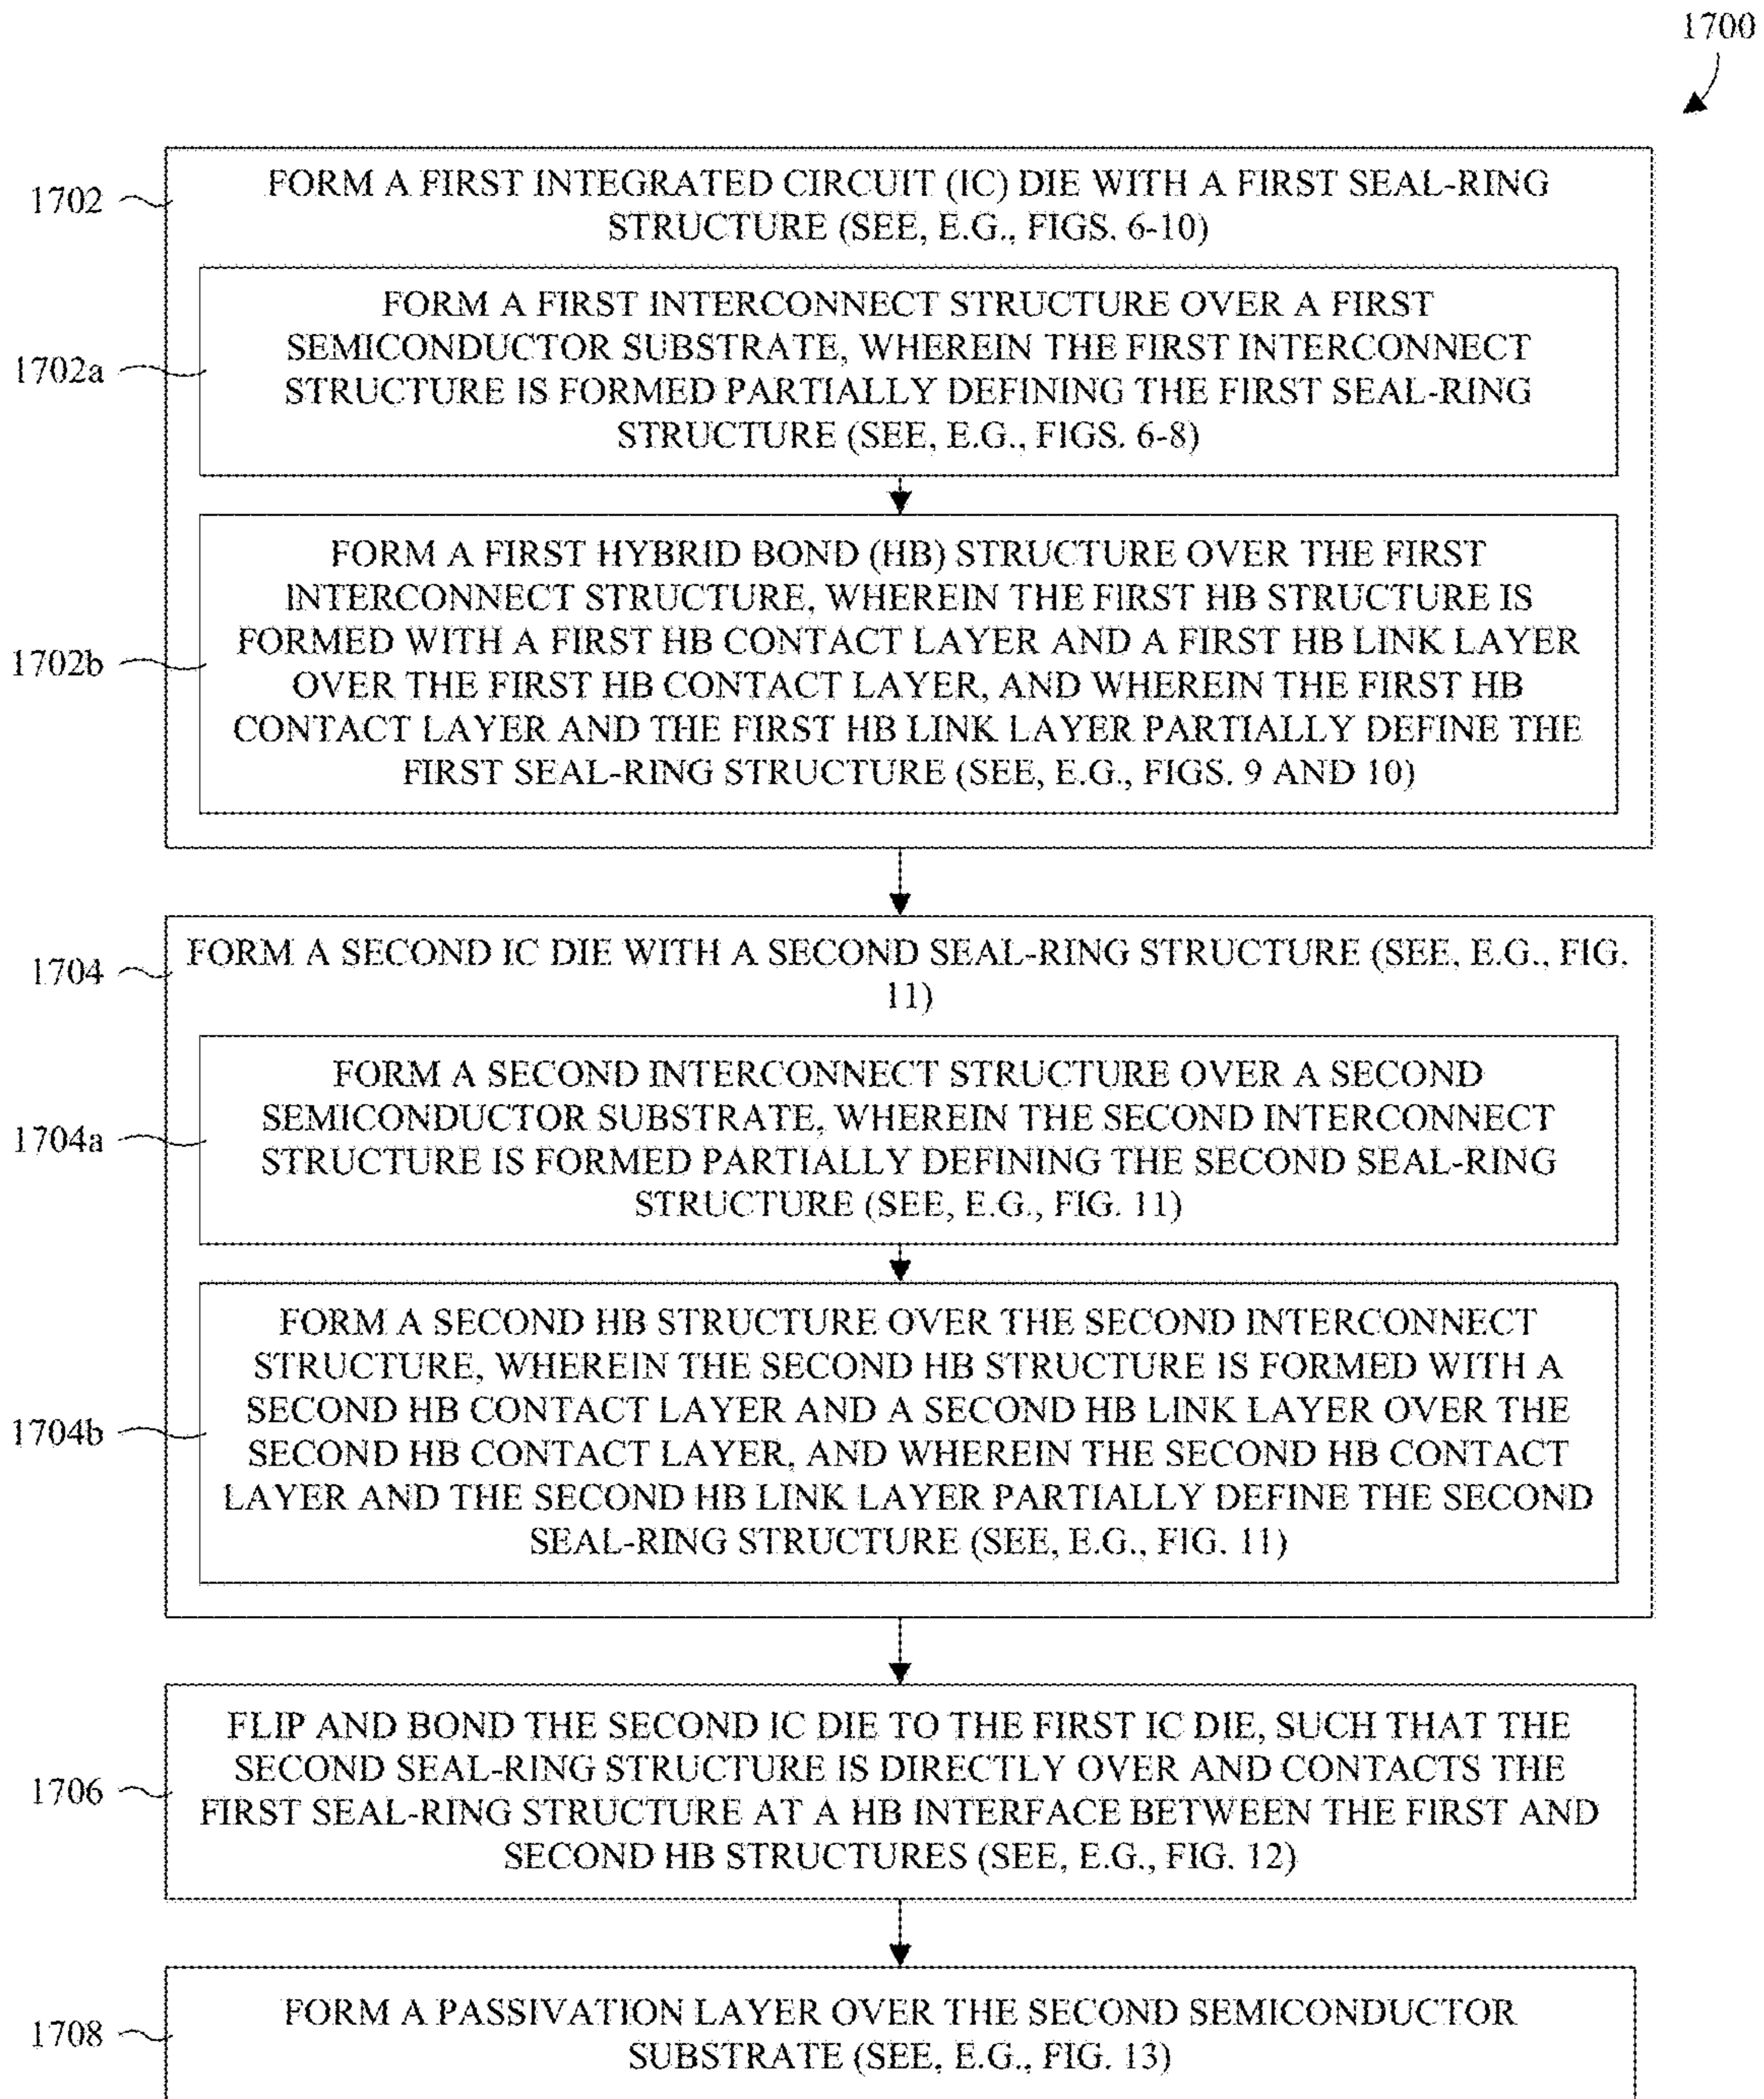 1700
1702
FORM A FIRST INTEGRATED CIRCUIT (IC) DIE WITH A FIRST SEAL-RING
STRUCTURE (SEE, E.G., FIGS. 6-10)
1702a
FORM A FIRST INTERCONNECT STRUCTURE OVER A FIRST
SEMICONDUCTOR SUBSTRATE, WHEREIN THE FIRST INTERCONNECT
STRUCTURE IS FORMED PARTIALLY DEFINING THE FIRST SEAL-RING
STRUCTURE (SEE, E.G., FIGS. 6-8)
1702b
FORM A FIRST HYBRID BOND (HB) STRUCTURE OVER THE FIRST
INTERCONNECT STRUCTURE, WHEREIN THE FIRST HB STRUCTURE IS
FORMED WITH A FIRST HB CONTACT LAYER AND A FIRST HB LINK LAYER
OVER THE FIRST HB CONTACT LAYER, AND WHEREIN THE FIRST HB
CONTACT LAYER AND THE FIRST HB LINK LAYER PARTIALLY DEFINE THE
FIRST SEAL-RING STRUCTURE (SEE, E.G., FIGS. 9 AND 10)
1704
FORM A SECOND IC DIE WITH A SECOND SEAL-RING STRUCTURE (SEE, E.G., FIG.
11)
1704a
FORM A SECOND INTERCONNECT STRUCTURE OVER A SECOND
SEMICONDUCTOR SUBSTRATE, WHEREIN THE SECOND INTERCONNECT
STRUCTURE IS FORMED PARTIALLY DEFINING THE SECOND SEAL-RING
STRUCTURE (SEE, E.G., FIG. 11)
1704b
FORM A SECOND HB STRUCTURE OVER THE SECOND INTERCONNECT
STRUCTURE, WHEREIN THE SECOND HB STRUCTURE IS FORMED WITH A
SECOND HB CONTACT LAYER AND A SECOND HB LINK LAYER OVER THE
SECOND HB CONTACT LAYER, AND WHEREIN THE SECOND HB CONTACT
LAYER AND THE SECOND HB LINK LAYER PARTIALLY DEFINE THE SECOND
SEAL-RING STRUCTURE (SEE, E.G., FIG. 11)
1706
FLIP AND BOND THE SECOND IC DIE TO THE FIRST IC DIE, SUCH THAT THE
SECOND SEAL-RING STRUCTURE IS DIRECTLY OVER AND CONTACTS THE
FIRST SEAL-RING STRUCTURE AT A HB INTERFACE BETWEEN THE FIRST AND
SECOND HB STRUCTURES (SEE, E.G., FIG. 12)
1708
FORM A PASSIVATION LAYER OVER THE SECOND SEMICONDUCTOR
SUBSTRATE (SEE, E.G., FIG. 13)